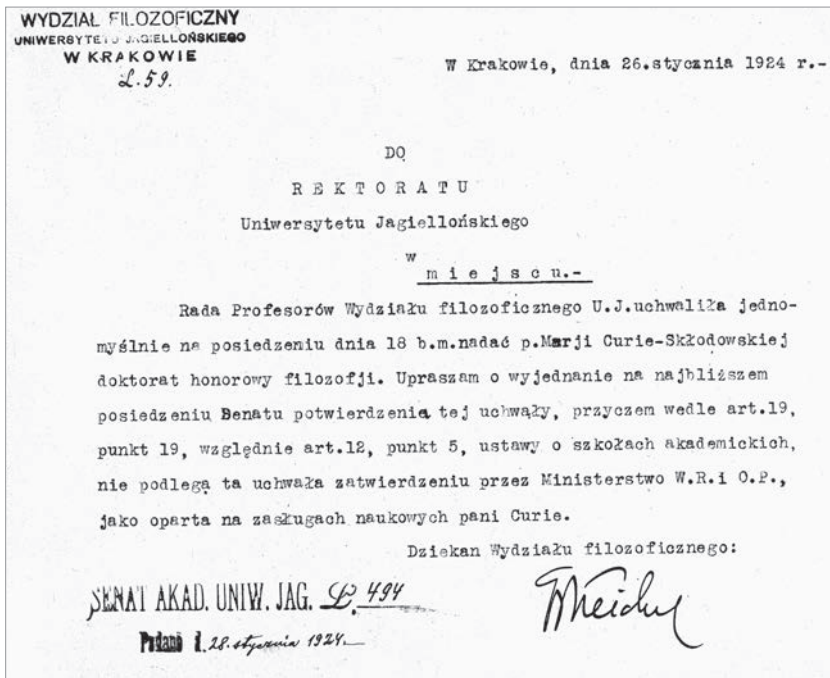 WYDZIAŁ FILOZOFICZNY
UNIWERSYTETU JAGIELLOŃSKIEGO
W KRAKOWIE
L. 59.
W Krakowie, dnia 26.stycznia 1924 r.-
DO
R E K T O R A T U
Uniwersytetu Jagiellońskiego
w
m i e j s c u.-
Rada Profesorów Wydziału filozoficznego U.J.uchwaliła jedno-
myślnie na posiedzeniu dnia 18 b.m.nadać p.Marji Curie-Skłodowskiej
doktorat honorowy filozofji. Upraszam o wyjednanie na najbliższem
posiedzeniu Senatu potwierdzenia tej uchwały, przyczem wedle art.19,
punkt 19, względnie art.12, punkt 5, ustawy o szkołach akademickich,
nie podlega ta uchwała zatwierdzeniu przez Ministerstwo W.R.i O.P.,
jako oparta na zasługach naukowych pani Curie.
Dziekan Wydziału filozoficznego:
SENAT AKAD. UNIW. JAG. L. 494
Podano d. 28. stycznia 1924.